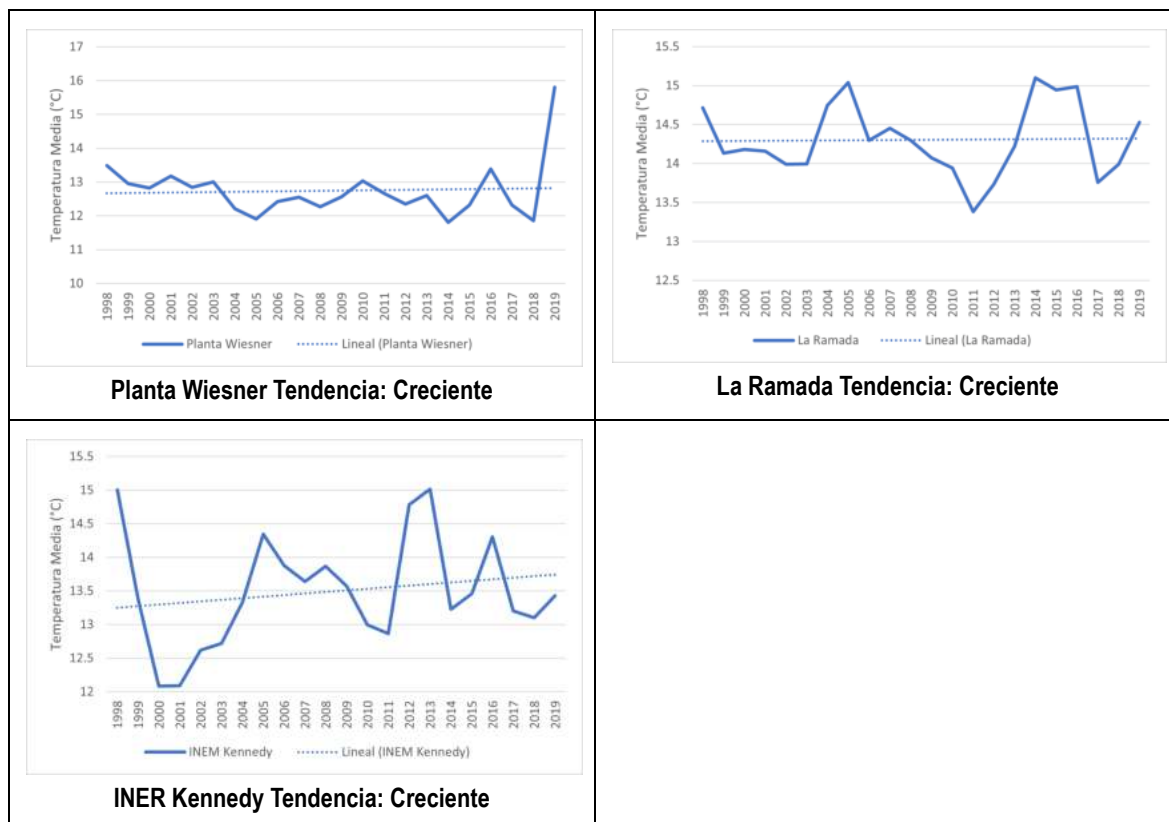 17
16
15
14
13
12
11
10
Temperatura Media (°C)
1998 1999 2000 2001 2002 2003 2004 2005 2006 2007 2008 2009 2010 2011 2012 2013 2014 2015 2016 2017 2018 2019
Planta Wiesner Lineal (Planta Wiesner)
Planta Wiesner Tendencia: Creciente
15.5
15
14.5
14
13.5
13
12.5
Temperatura Media (°C)
1998 1999 2000 2001 2002 2003 2004 2005 2006 2007 2008 2009 2010 2011 2012 2013 2014 2015 2016 2017 2018 2019
La Ramada Lineal (La Ramada)
La Ramada Tendencia: Creciente
15.5
15
14.5
14
13.5
13
12.5
12
Temperatura Media (°C)
1998 1999 2000 2001 2002 2003 2004 2005 2006 2007 2008 2009 2010 2011 2012 2013 2014 2015 2016 2017 2018 2019
INEM Kennedy Lineal (INEM Kennedy)
INER Kennedy Tendencia: Creciente